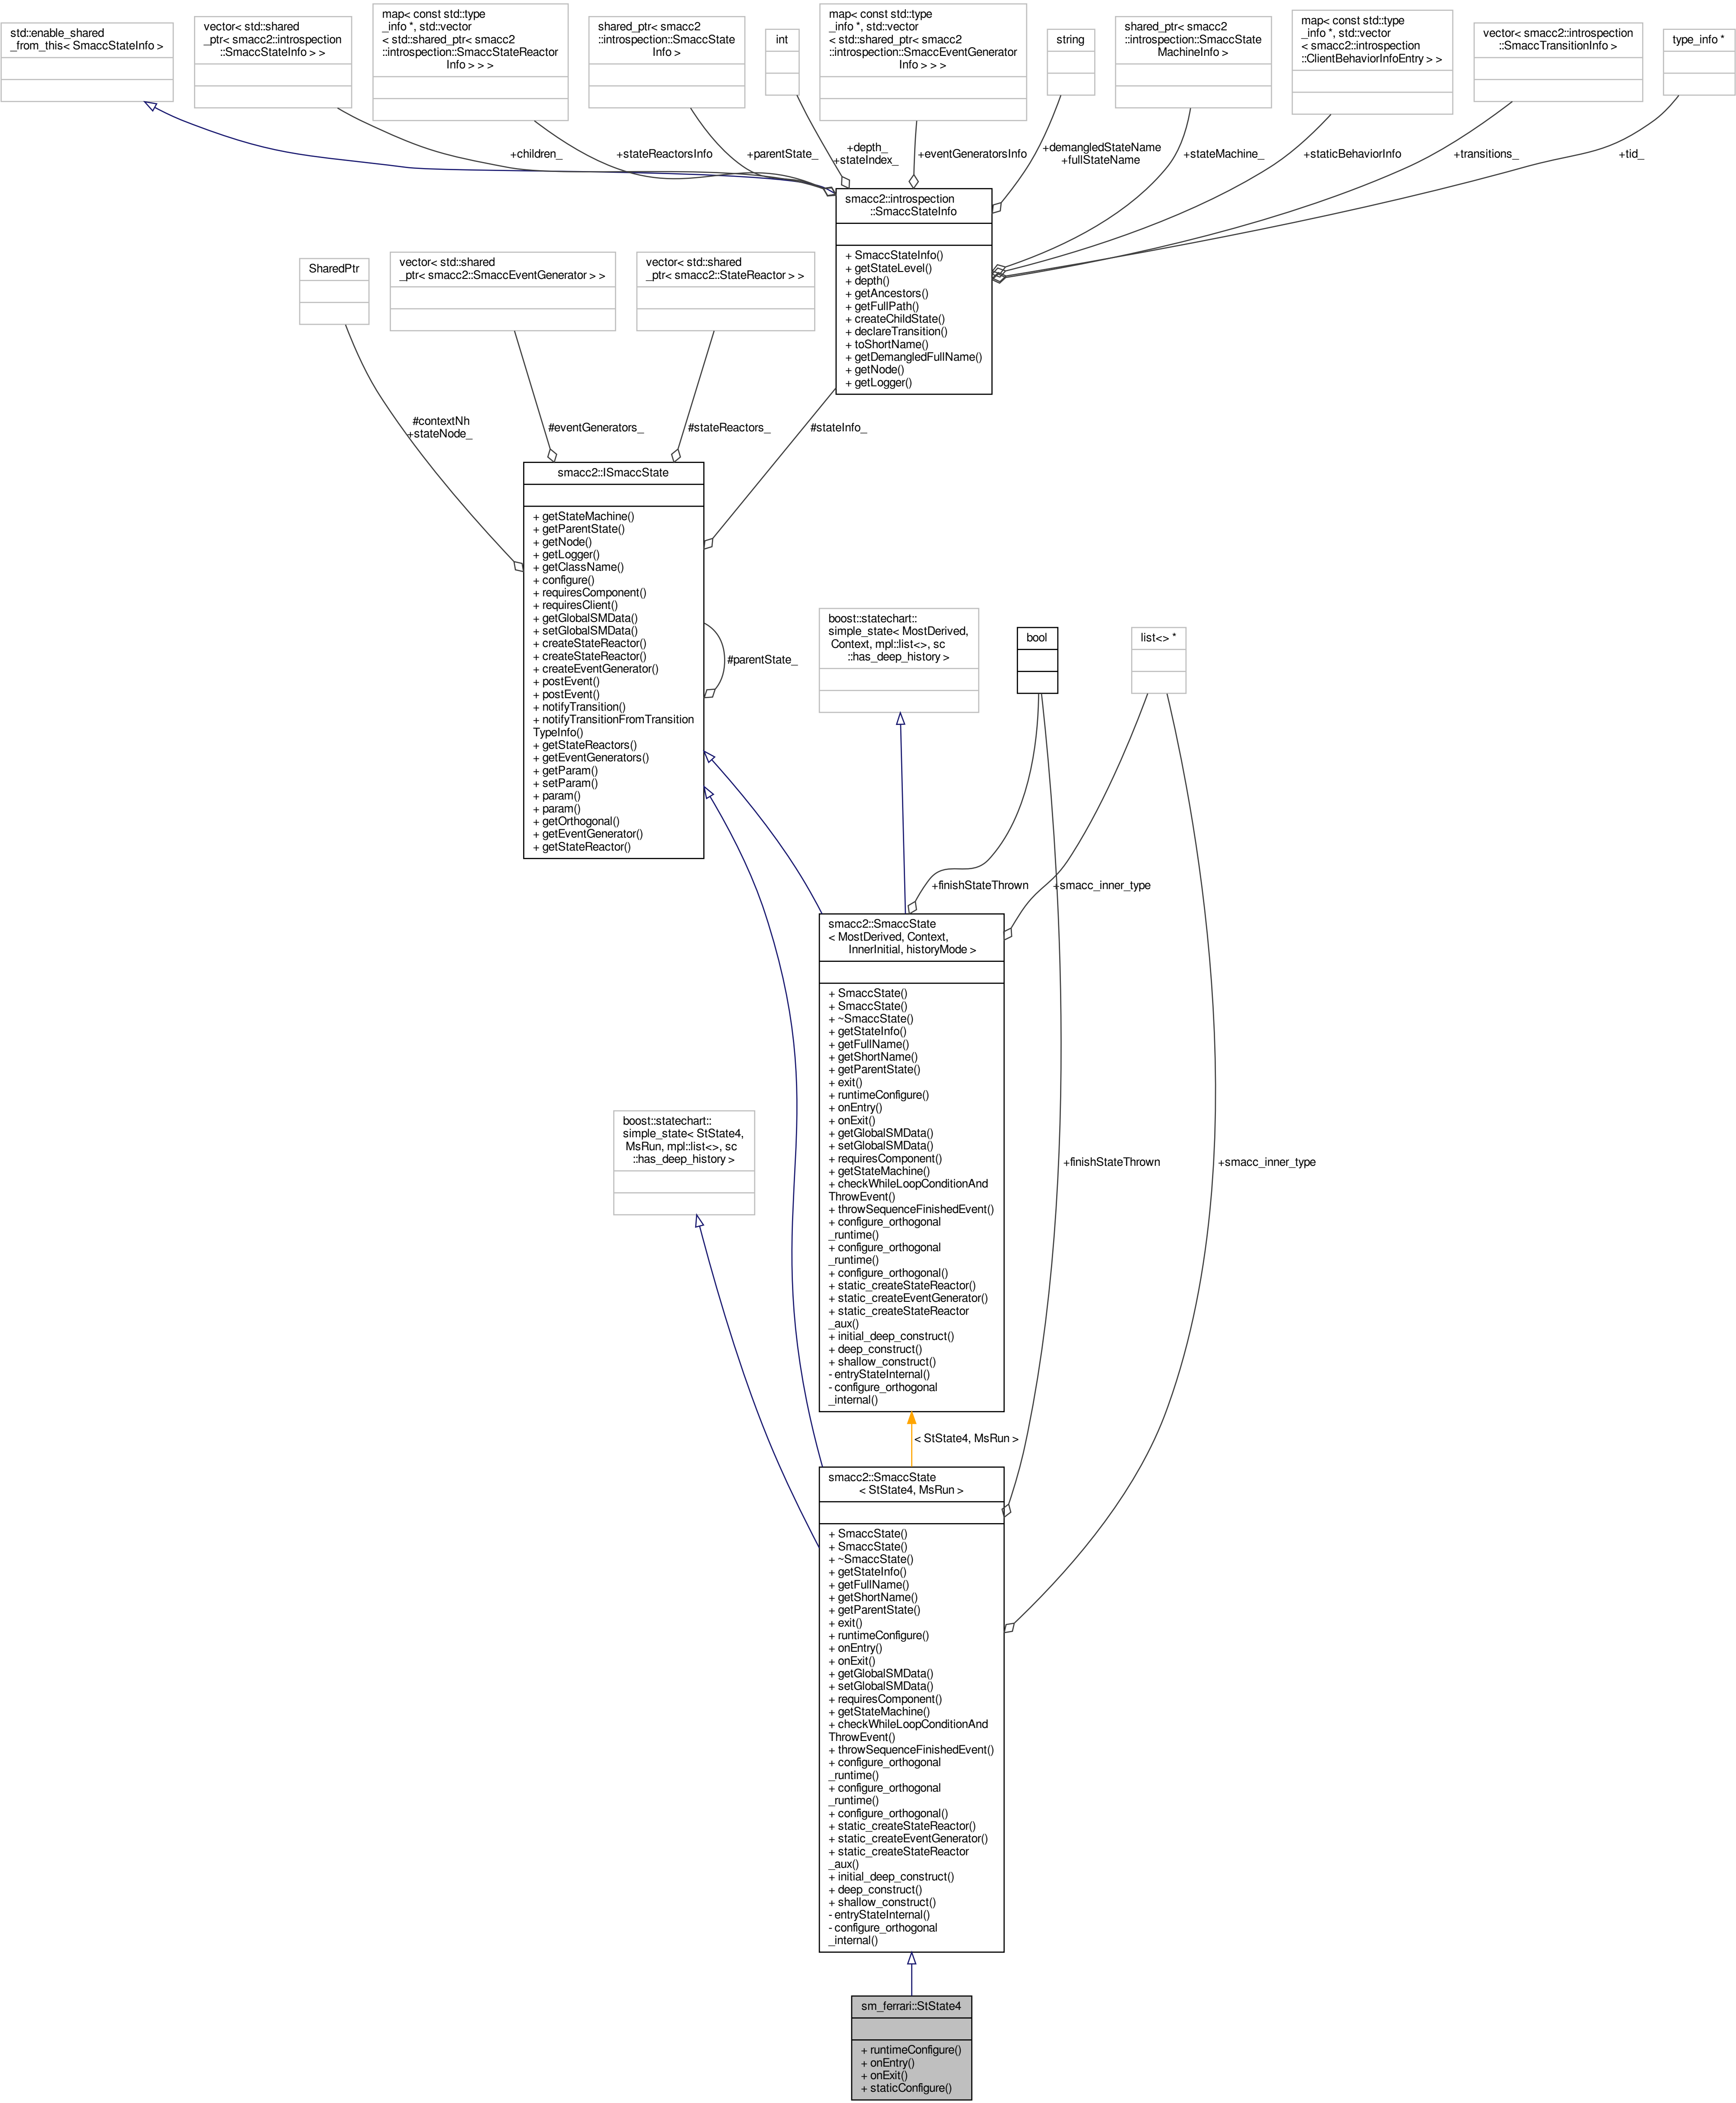 std::enable_shared
_from_this< SmaccStateInfo >
vector< std::shared
_ptr< smacc2::introspection
::SmaccStateInfo > >
map< const std::type
_info *, std::vector
< std::shared_ptr< smacc2
::introspection::SmaccStateReactor
Info > > >
shared_ptr< smacc2
::introspection::SmaccState
Info >
int
map< const std::type
_info *, std::vector
< std::shared_ptr< smacc2
::introspection::SmaccEventGenerator
Info > > >
string
shared_ptr< smacc2
::introspection::SmaccState
MachineInfo >
map< const std::type
_info *, std::vector
< smacc2::introspection
::ClientBehaviorInfoEntry > >
vector< smacc2::introspection
::SmaccTransitionInfo >
type_info *
+children_
+stateReactorsInfo
+parentState_
+depth_
+stateIndex_
+eventGeneratorsInfo
+demangledStateName
+fullStateName
+stateMachine_
+staticBehaviorInfo
+transitions_
+tid_
smacc2::introspection
::SmaccStateInfo
+ SmaccStateInfo()
+ getStateLevel()
+ depth()
+ getAncestors()
+ getFullPath()
+ createChildState()
+ declareTransition()
+ toShortName()
+ getDemangledFullName()
+ getNode()
+ getLogger()
SharedPtr
vector< std::shared
_ptr< smacc2::SmaccEventGenerator > >
vector< std::shared
_ptr< smacc2::StateReactor > >
#contextNh
+stateNode_
#eventGenerators_
#stateReactors_
#stateInfo_
smacc2::ISmaccState
+ getStateMachine()
+ getParentState()
+ getNode()
+ getLogger()
+ getClassName()
+ configure()
+ requiresComponent()
+ requiresClient()
+ getGlobalSMData()
+ setGlobalSMData()
+ createStateReactor()
+ createStateReactor()
+ createEventGenerator()
+ postEvent()
+ postEvent()
+ notifyTransition()
+ notifyTransitionFromTransition
TypeInfo()
+ getStateReactors()
+ getEventGenerators()
+ getParam()
+ setParam()
+ param()
+ param()
+ getOrthogonal()
+ getEventGenerator()
+ getStateReactor()
#parentState_
boost::statechart::
simple_state< MostDerived,
Context, mpl::list<>, sc
::has_deep_history >
bool
list<> *
+finishStateThrown
+smacc_inner_type
smacc2::SmaccState
< MostDerived, Context,
InnerInitial, historyMode >
+ SmaccState()
+ SmaccState()
+ ~SmaccState()
+ getStateInfo()
+ getFullName()
+ getShortName()
+ getParentState()
+ exit()
+ runtimeConfigure()
+ onEntry()
+ onExit()
+ getGlobalSMData()
+ setGlobalSMData()
+ requiresComponent()
+ getStateMachine()
+ checkWhileLoopConditionAnd
ThrowEvent()
+ throwSequenceFinishedEvent()
+ configure_orthogonal
_runtime()
+ configure_orthogonal
_runtime()
+ configure_orthogonal()
+ static_createStateReactor()
+ static_createEventGenerator()
+ static_createStateReactor
_aux()
+ initial_deep_construct()
+ deep_construct()
+ shallow_construct()
- entryStateInternal()
- configure_orthogonal
_internal()
boost::statechart::
simple_state< StState4,
MsRun, mpl::list<>, sc
::has_deep_history >
+finishStateThrown
+smacc_inner_type
< StState4, MsRun >
smacc2::SmaccState
< StState4, MsRun >
+ SmaccState()
+ SmaccState()
+ ~SmaccState()
+ getStateInfo()
+ getFullName()
+ getShortName()
+ getParentState()
+ exit()
+ runtimeConfigure()
+ onEntry()
+ onExit()
+ getGlobalSMData()
+ setGlobalSMData()
+ requiresComponent()
+ getStateMachine()
+ checkWhileLoopConditionAnd
ThrowEvent()
+ throwSequenceFinishedEvent()
+ configure_orthogonal
_runtime()
+ configure_orthogonal
_runtime()
+ configure_orthogonal()
+ static_createStateReactor()
+ static_createEventGenerator()
+ static_createStateReactor
_aux()
+ initial_deep_construct()
+ deep_construct()
+ shallow_construct()
- entryStateInternal()
- configure_orthogonal
_internal()
sm_ferrari::StState4
+ runtimeConfigure()
+ onEntry()
+ onExit()
+ staticConfigure()